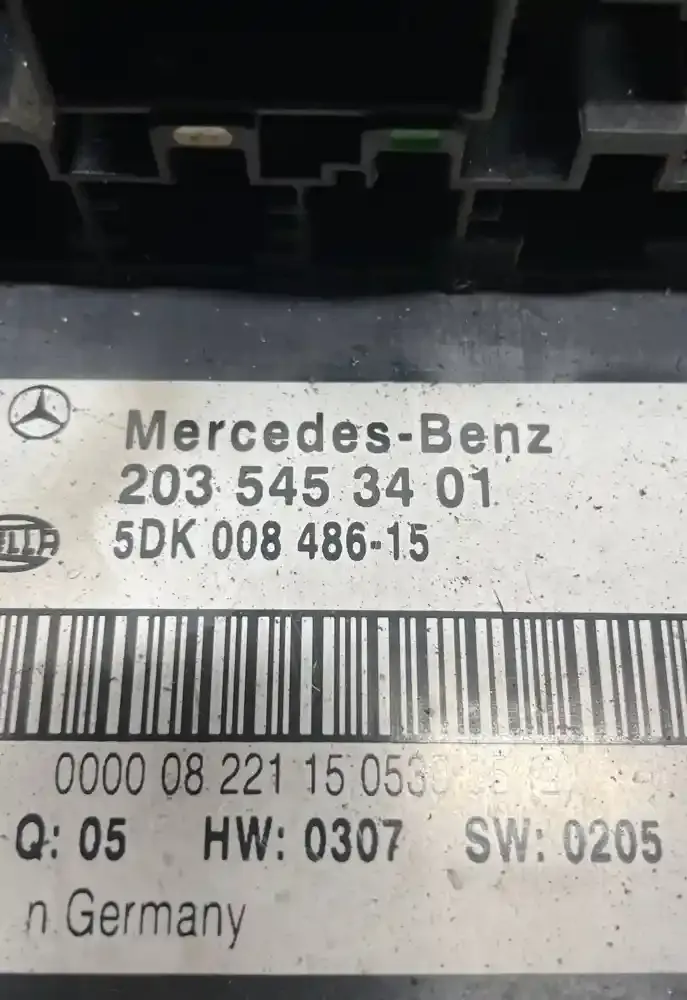 Mercedes-Benz
203 545 34 01
5DK 008 486-15
0000 08 221 15
Q: 05 HW: 0307 SW: 0205
n Germany